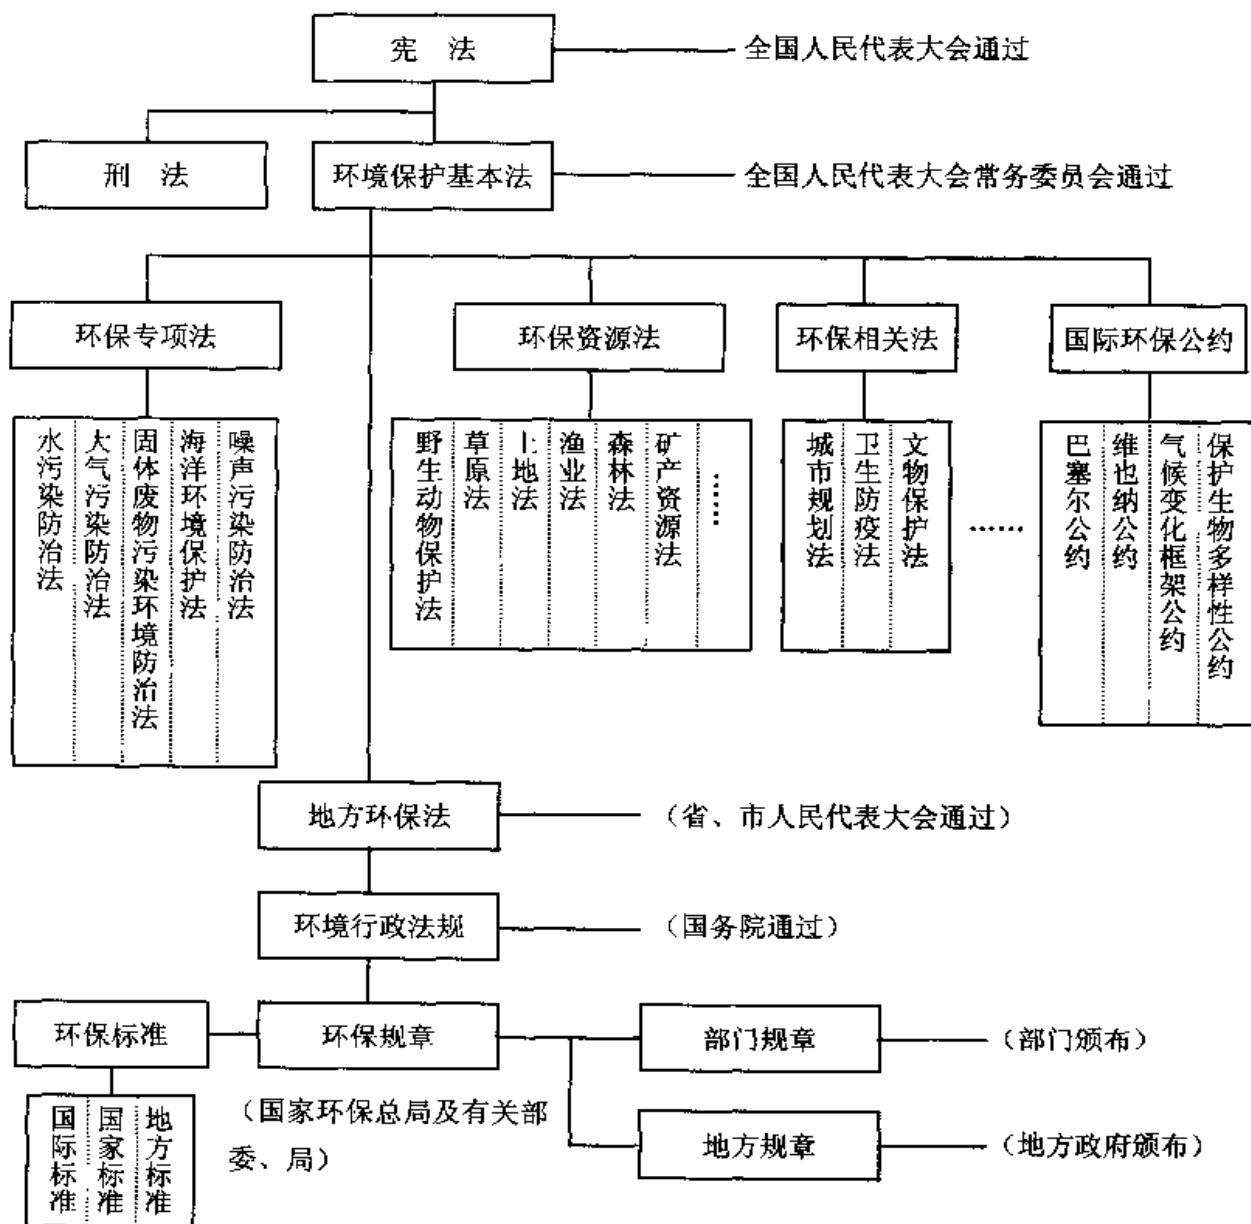 宪 法
全国人民代表大会通过
刑 法
环境保护基本法
全国人民代表大会常务委员会通过
环保专项法
环保资源法
环保相关法
国际环保公约
水污染防治法
大气污染防治法
固体废物污染环境防治法
海洋环境保护法
噪声污染防治法
野生动物保护法
草原法
土地法
渔业法
森林法
矿产资源法
……
城市规划法
卫生防疫法
文物保护法
……
巴塞尔公约
维也纳公约
气候变化框架公约
保护生物多样性公约
地方环保法
（省、市人民代表大会通过）
环境行政法规
（国务院通过）
环保标准
环保规章
部门规章
（部门颁布）
（国家环保总局及有关部
委、局）
地方规章
（地方政府颁布）
国际标准
国家标准
地方标准